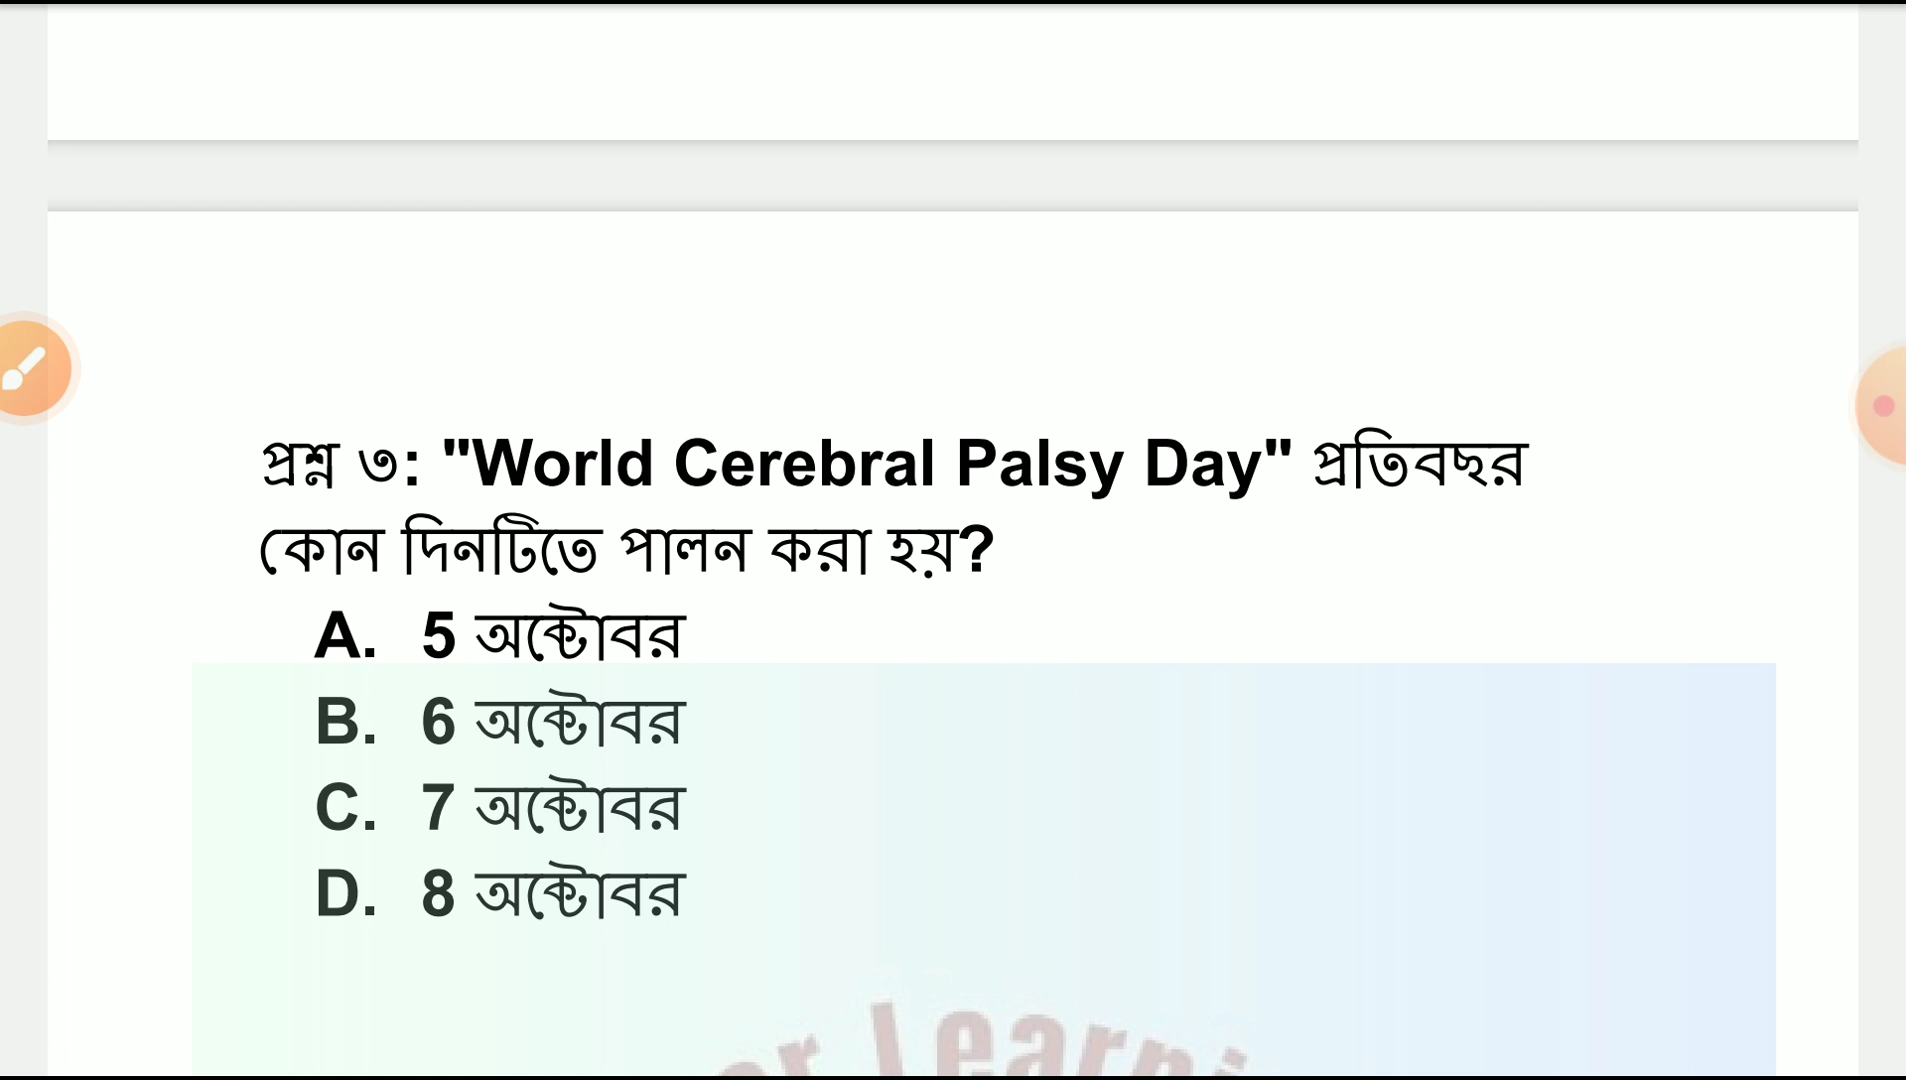 প্রশ্ন ৩: "World Cerebral Palsy Day" প্রতিবছর
কোন দিনটিতে পালন করা হয়?
A. 5 অক্টোবর
B. 6 অক্টোবর
C. 7 অক্টোবর
D. 8 অক্টোবর